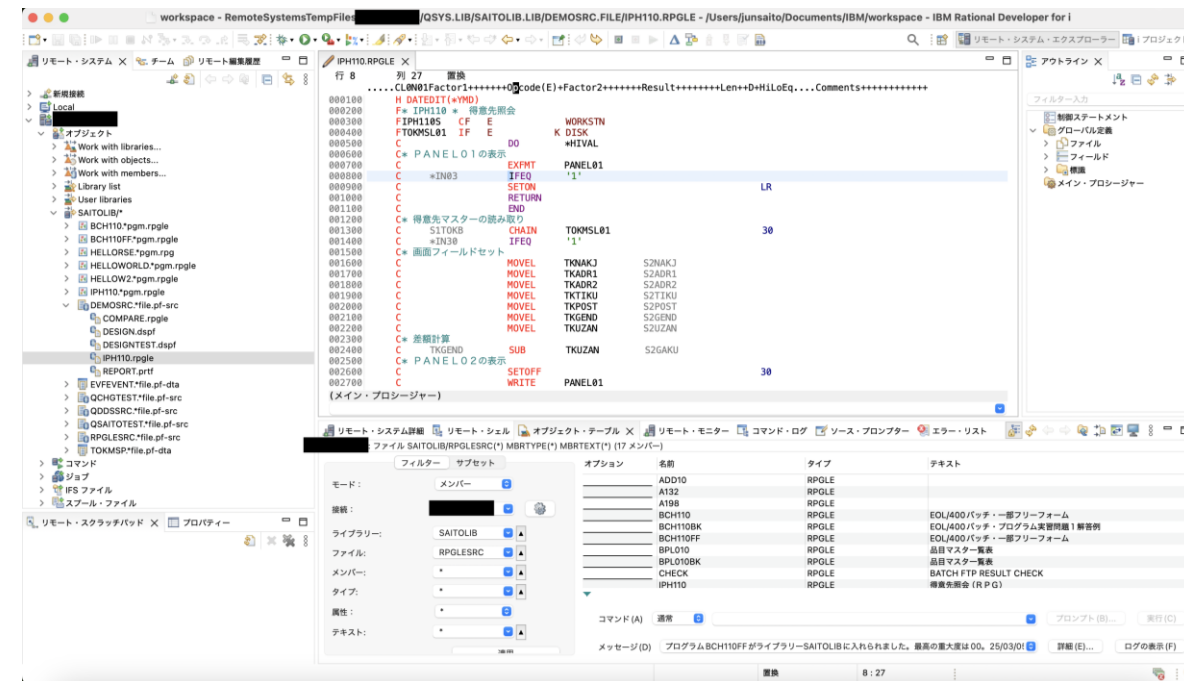 workspace - RemoteSystemsTempFiles /QSYS.LIB/SAITOLIB.LIB/DEMOSRC.FILE/IPH110.RPGLE - /Users/junsaito/Documents/IBM/workspace - IBM Rational Developer for i
リモート・システム・エクスプローラー i プロジェク
リモート・システム チーム リモート編集履歴
新規接続
Local
オブジェクト
Work with libraries...
Work with objects...
Work with members...
Library list
User libraries
SAITOLIB/*
BCH110.*pgm.rpgle
BCH110FF.*pgm.rpgle
HELLORSE.*pgm.rpg
HELLOWORLD.*pgm.rpgle
HELLOW2.*pgm.rpgle
IPH110.*pgm.rpgle
DEMOSRC.*file.pf-src
COMPARE.rpgle
DESIGN.dspf
DESIGNTEST.dspf
IPH110.rpgle
REPORT.prtf
EVFEVENT.*file.pf-dta
QCHGTEST.*file.pf-src
QDDSSRC.*file.pf-src
QSAITOTEST.*file.pf-src
RPGLESRC.*file.pf-src
TOKMSP.*file.pf-dta
コマンド
ジョブ
IFS ファイル
スプール・ファイル
リモート・スクラッチパッド プロパティー
IPH110.RPGLE
行 8 列 27 置換
.....CL0N01Factor1+++++++Opcode(E)+Factor2+++++++Result++++++++Len++D+HiLoEq....Comments++++++++++++
000100 H DATEDIT(*YMD)
000200 F* IPH110 * 得意先照会
000300 FIPH110S CF E WORKSTN
000400 FTOKMSL01 IF E K DISK
000500 C DO *HIVAL
000600 C* PANEL01の表示
000700 C EXFMT PANEL01
000800 C *IN03 IFEQ '1'
000900 C SETON LR
001000 C RETURN
001100 C END
001200 C* 得意先マスターの読み取り
001300 C S1TOKB CHAIN TOKMSL01 30
001400 C *IN30 IFEQ '1'
001500 C* 画面フィールドセット
001600 C MOVEL TKNAKJ S2NAKJ
001700 C MOVEL TKADR1 S2ADR1
001800 C MOVEL TKADR2 S2ADR2
001900 C MOVEL TKTIKU S2TIKU
002000 C MOVEL TKPOST S2POST
002100 C MOVEL TKGEND S2GEND
002200 C MOVEL TKUZAN S2UZAN
002300 C* 差額計算
002400 C TKGEND SUB TKUZAN S2GAKU
002500 C* PANEL02の表示
002600 C SETOFF 30
002700 C WRITE PANEL01
(メイン・プロシージャー)
アウトライン
フィルター入力
制御ステートメント
グローバル定義
ファイル
フィールド
標識
メイン・プロシージャー
リモート・システム詳細 リモート・シェル オブジェクト・テーブル リモート・モニター コマンド・ログ ソース・プロンプター エラー・リスト
ファイル SAITOLIB/RPGLESRC(*) MBRTYPE(*) MBRTEXT(*) (17 メンバー)
フィルター サブセット
モード： メンバー
接続：
ライブラリー: SAITOLIB
ファイル: RPGLESRC
メンバー: *
タイプ: *
属性： *
テキスト: *
オプション 名前 タイプ テキスト
ADD10 RPGLE
A132 RPGLE
A198 RPGLE
BCH110 RPGLE EOL/400バッチ・一部フリーフォーム
BCH110BK RPGLE EOL/400バッチ・プログラム実習問題1解答例
BCH110FF RPGLE EOL/400バッチ・一部フリーフォーム
BPL010 RPGLE 品目マスター覧表
BPL010BK RPGLE 品目マスター覧表
CHECK RPGLE BATCH FTP RESULT CHECK
IPH110 RPGLE 得意先照会（ＲＰＧ）
コマンド (A) 通常 プロンプト (B)... 実行 (C)
メッセージ (D) プログラム BCH110FF がライブラリー SAITOLIB に入れられました。最高の重大度は 00。25/03/0 詳細 (E)... ログの表示 (F)
置換 8 : 27